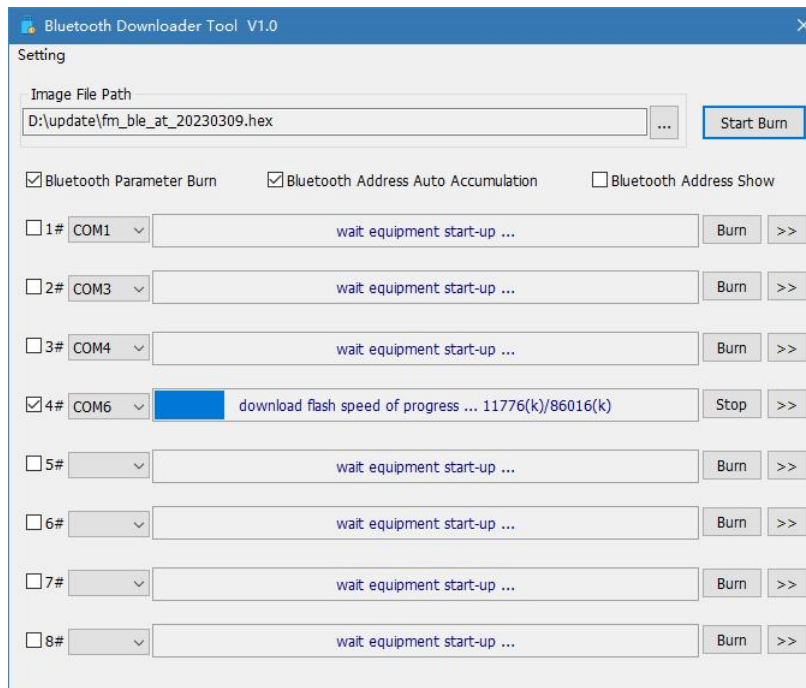 Bluetooth Downloader Tool V1.0
Setting
Image File Path
D:\update\fm_ble_at_20230309.hex ... Start Burn
Bluetooth Parameter Burn Bluetooth Address Auto Accumulation Bluetooth Address Show
1# COM1 wait equipment start-up ... Burn >>
2# COM3 wait equipment start-up ... Burn >>
3# COM4 wait equipment start-up ... Burn >>
4# COM6 download flash speed of progress ... 11776(k)/86016(k) Stop >>
5# wait equipment start-up ... Burn >>
6# wait equipment start-up ... Burn >>
7# wait equipment start-up ... Burn >>
8# wait equipment start-up ... Burn >>